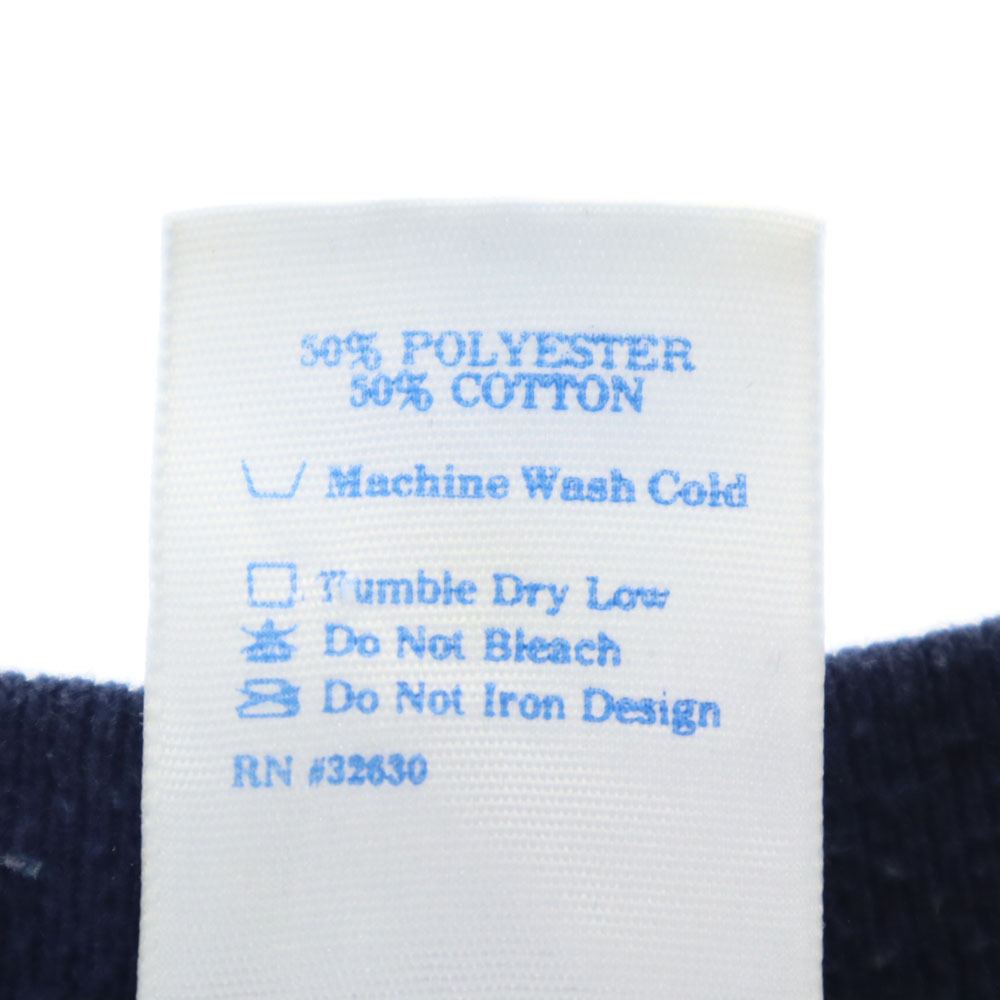 50% POLYESTER
50% COTTON
Machine Wash Cold
Tumble Dry Low
Do Not Bleach
Do Not Iron Design
RN #32630